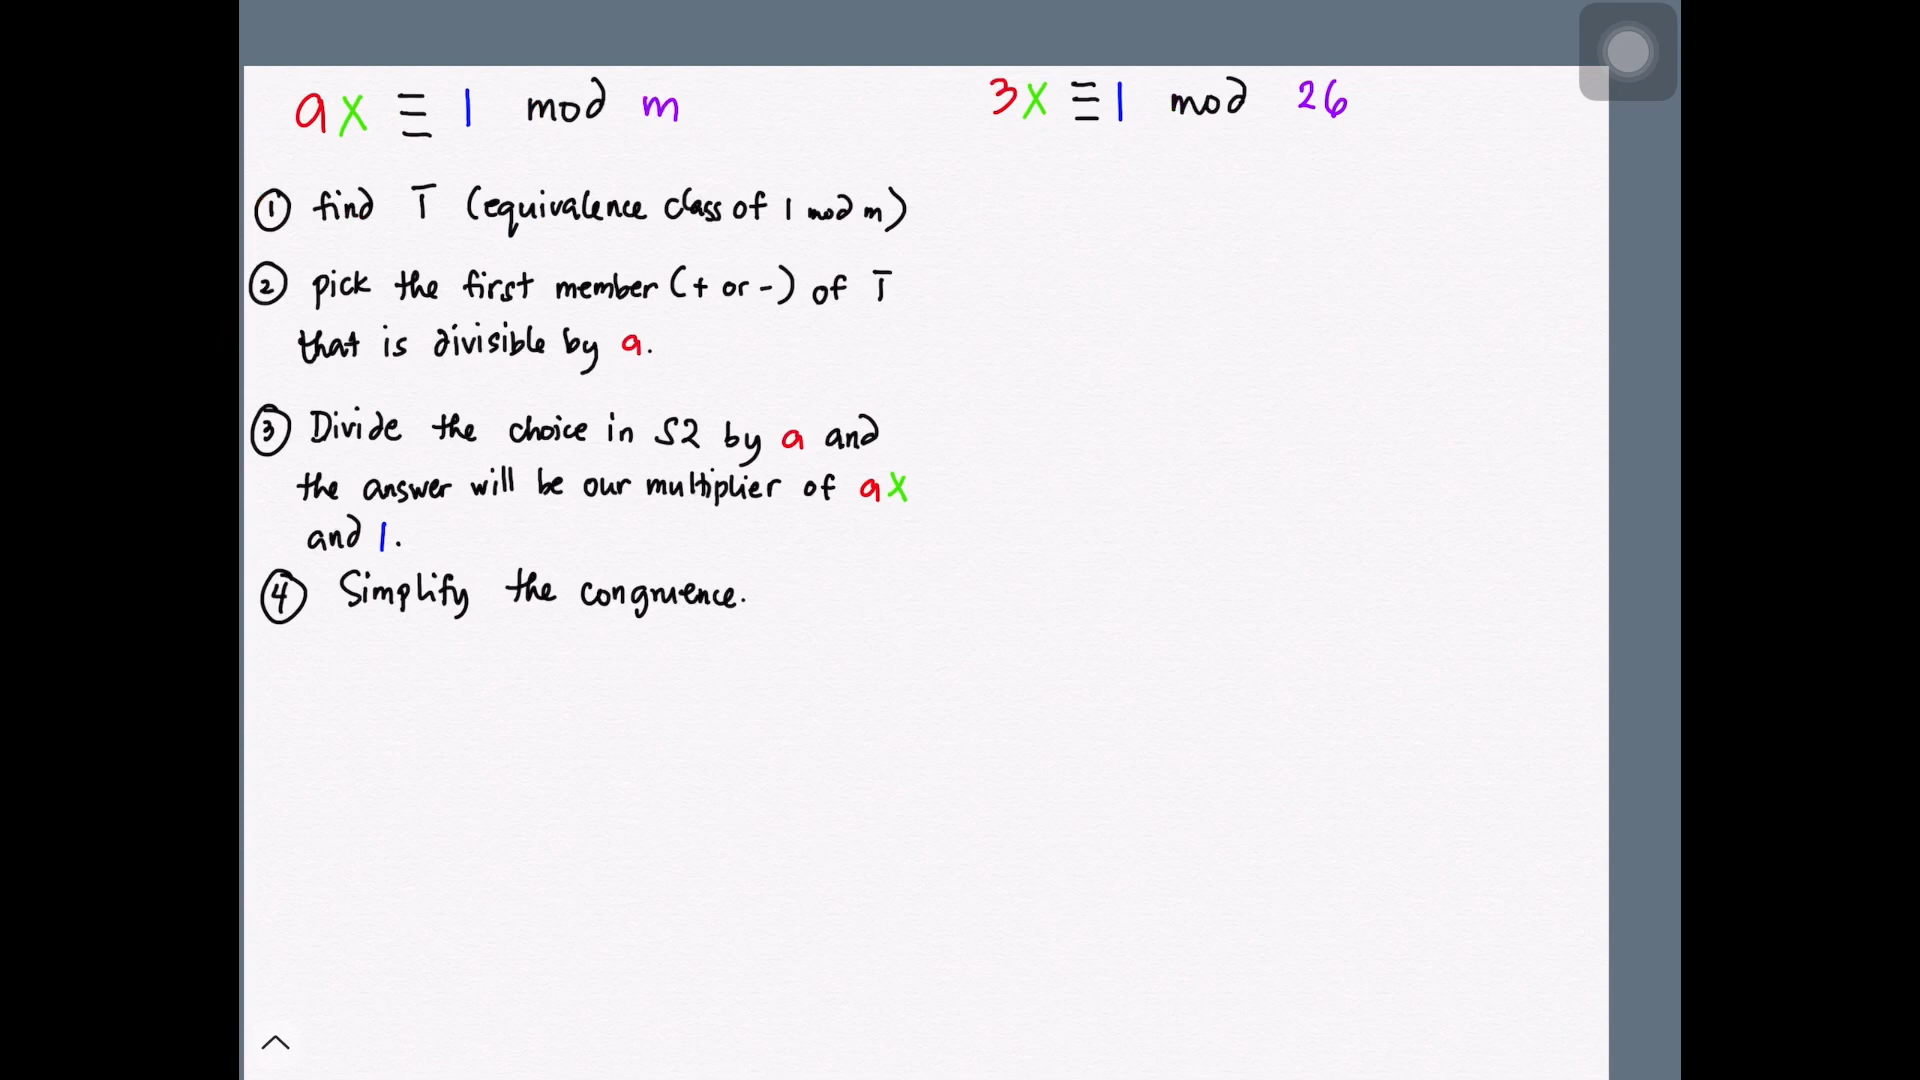 ax ≡ 1 mod m
3x ≡ 1 mod 26
① find 1̄ (equivalence class of 1 mod m)
② pick the first member (+ or -) of 1̄
that is divisible by a.
③ Divide the choice in S2 by a and
the answer will be our multiplier of ax
and 1.
④ Simplify the congruence.